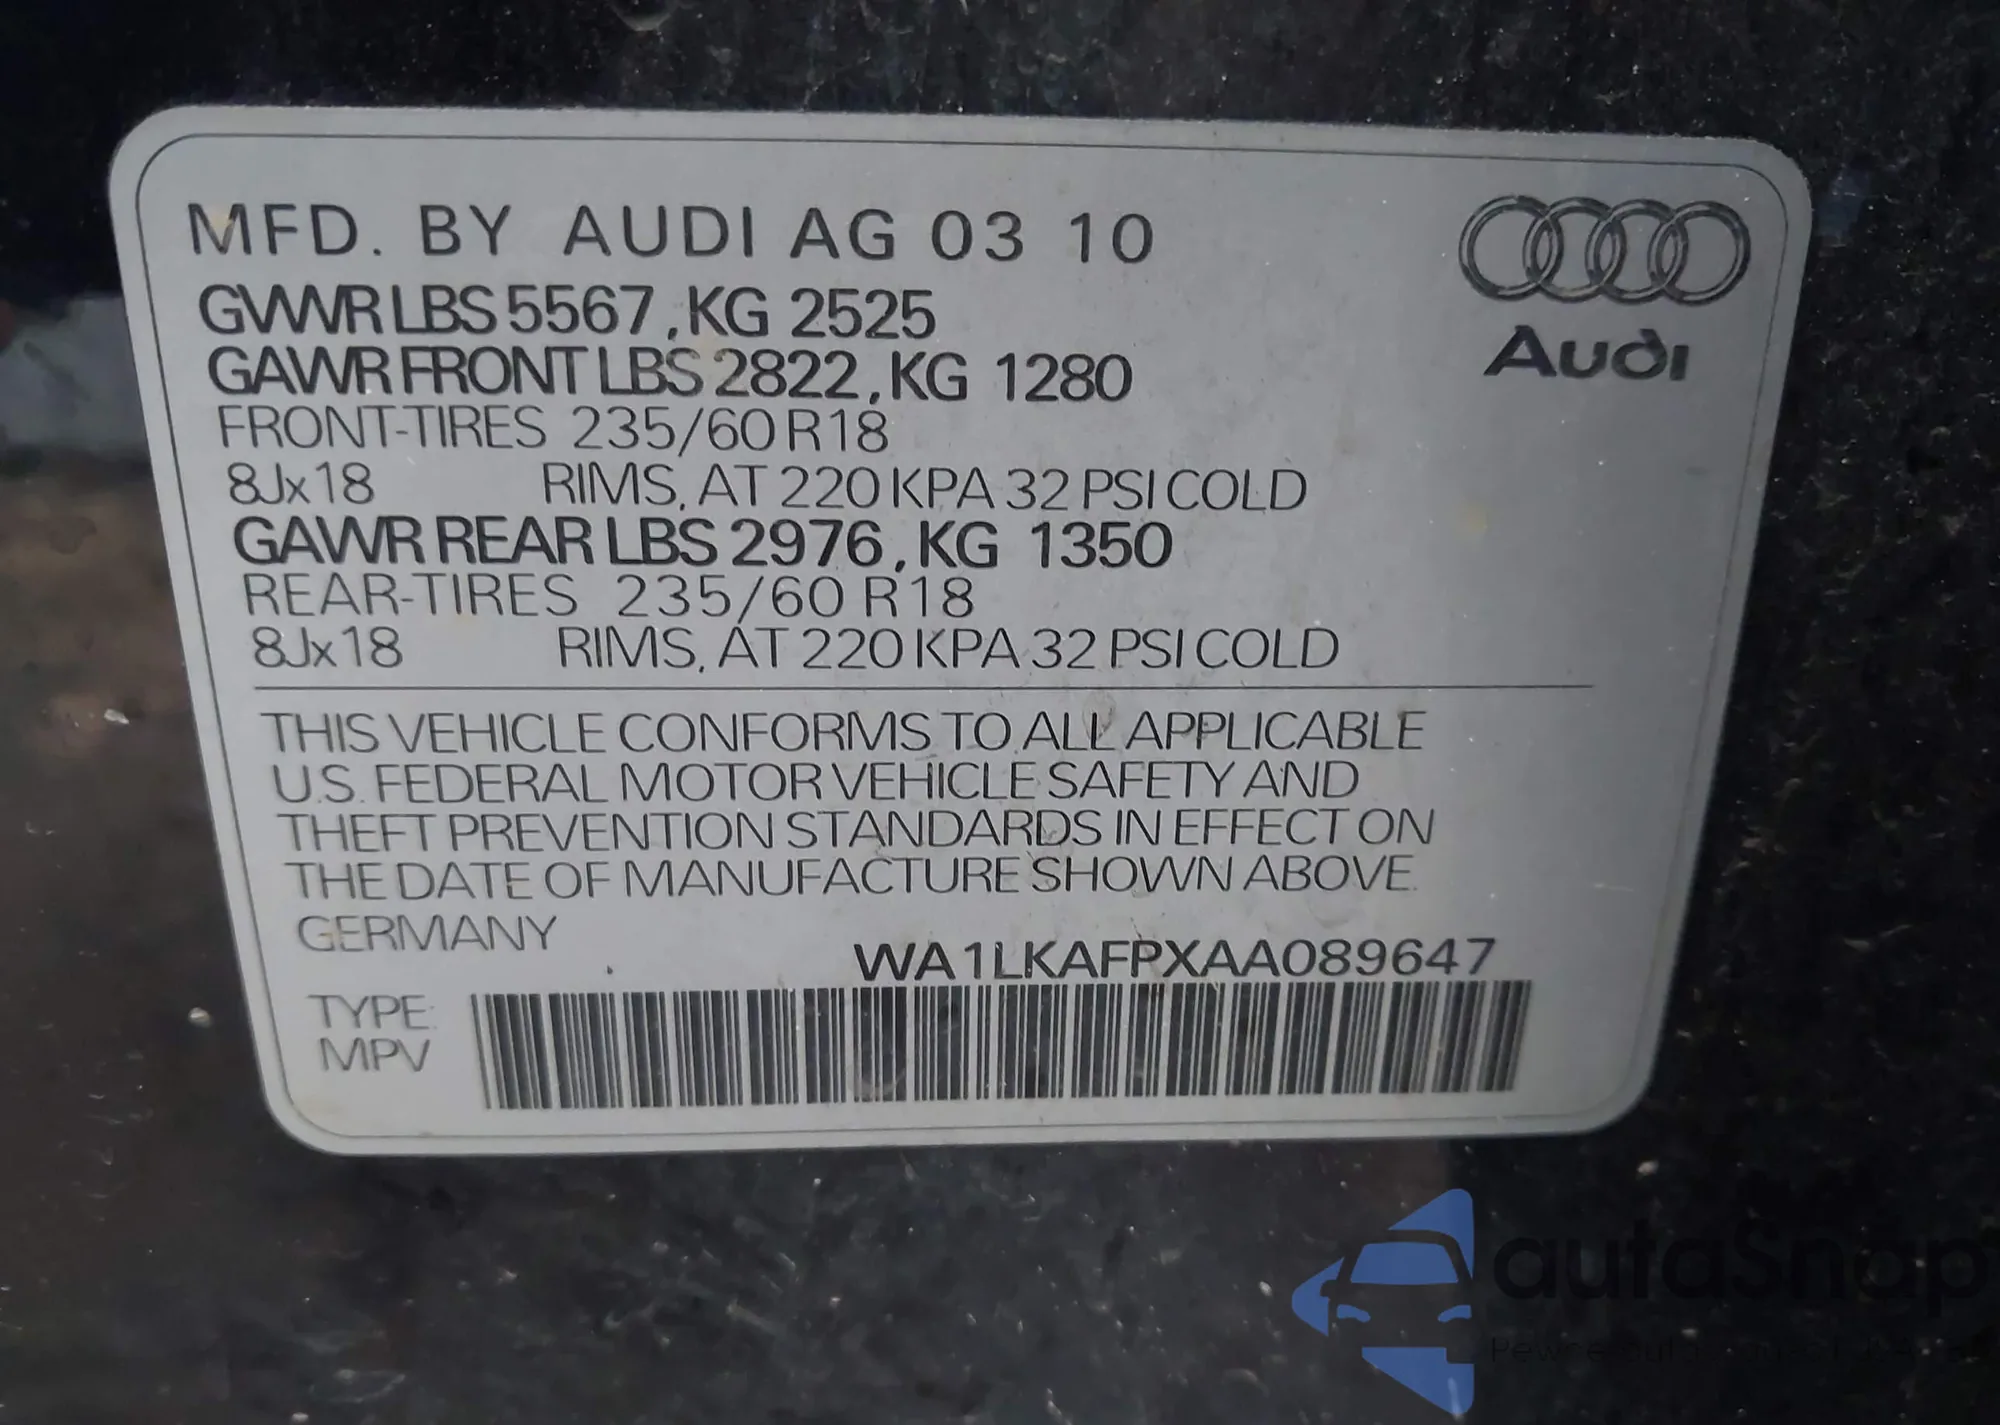 MFD. BY AUDI AG 03 10
GVWR LBS 5567, KG 2525
GAWR FRONT LBS 2822, KG 1280
FRONT-TIRES 235/60 R18
8Jx18 RIMS, AT 220 KPA 32 PSI COLD
GAWR REAR LBS 2976, KG 1350
REAR-TIRES 235/60 R18
8Jx18 RIMS, AT 220 KPA 32 PSI COLD
Audi
THIS VEHICLE CONFORMS TO ALL APPLICABLE
U.S. FEDERAL MOTOR VEHICLE SAFETY AND
THEFT PREVENTION STANDARDS IN EFFECT ON
THE DATE OF MANUFACTURE SHOWN ABOVE.
GERMANY
WA1LKAFPXAA089647
TYPE:
MPV
autaSnap